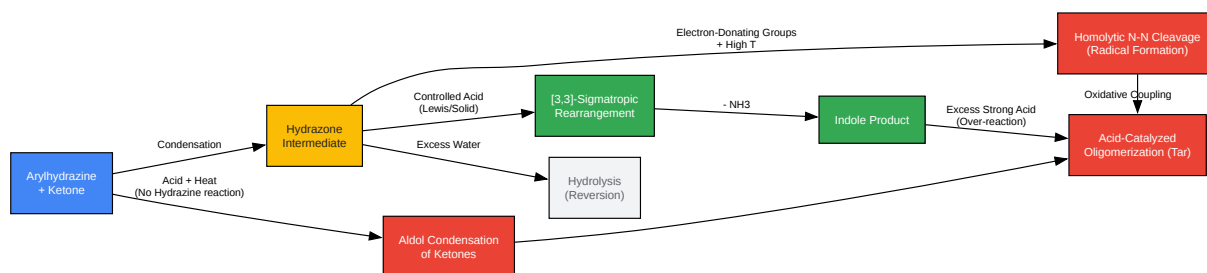 Arylhydrazine
+ Ketone
Condensation
Acid + Heat
(No Hydrazine reaction)
Hydrazone
Intermediate
Aldol Condensation
of Ketones
Electron-Donating Groups
+ High T
Controlled Acid
(Lewis/Solid)
Excess Water
[3,3]-Sigmatropic
Rearrangement
Hydrolysis
(Reversion)
- NH3
Indole Product
Excess Strong Acid
(Over-reaction)
Homolytic N-N Cleavage
(Radical Formation)
Oxidative Coupling
Acid-Catalyzed
Oligomerization (Tar)